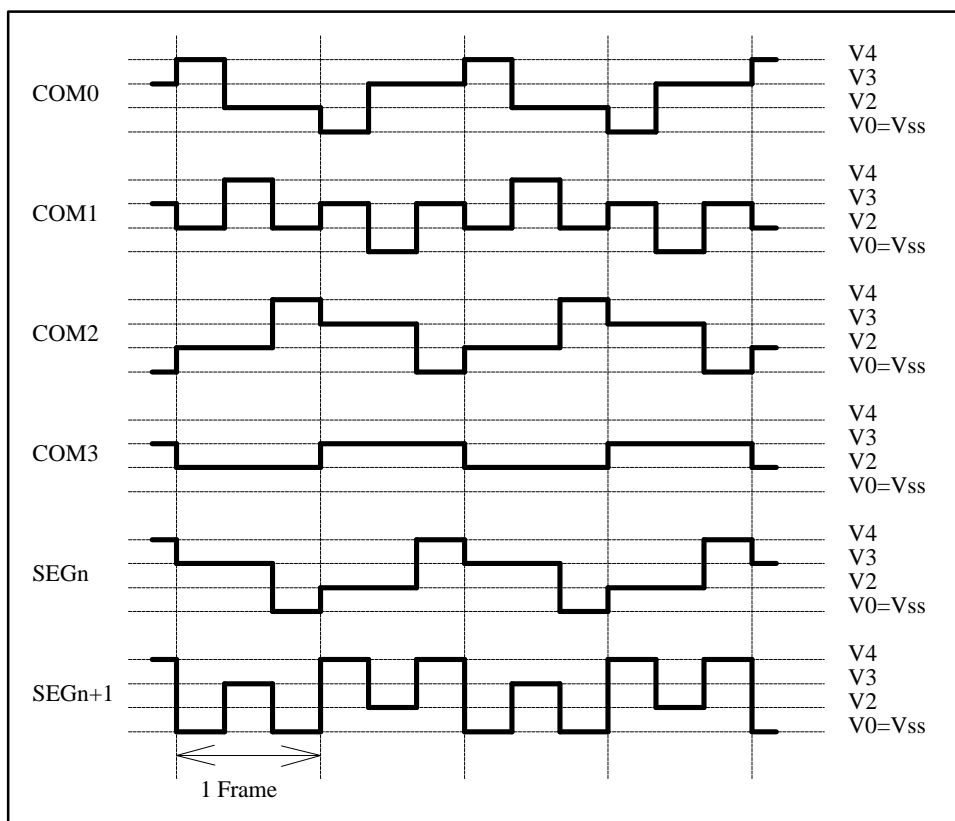 COM0
V4
V3
V2
V0=Vss
COM1
V4
V3
V2
V0=Vss
COM2
V4
V3
V2
V0=Vss
COM3
V4
V3
V2
V0=Vss
SEGn
V4
V3
V2
V0=Vss
SEGn+1
V4
V3
V2
V0=Vss
1 Frame